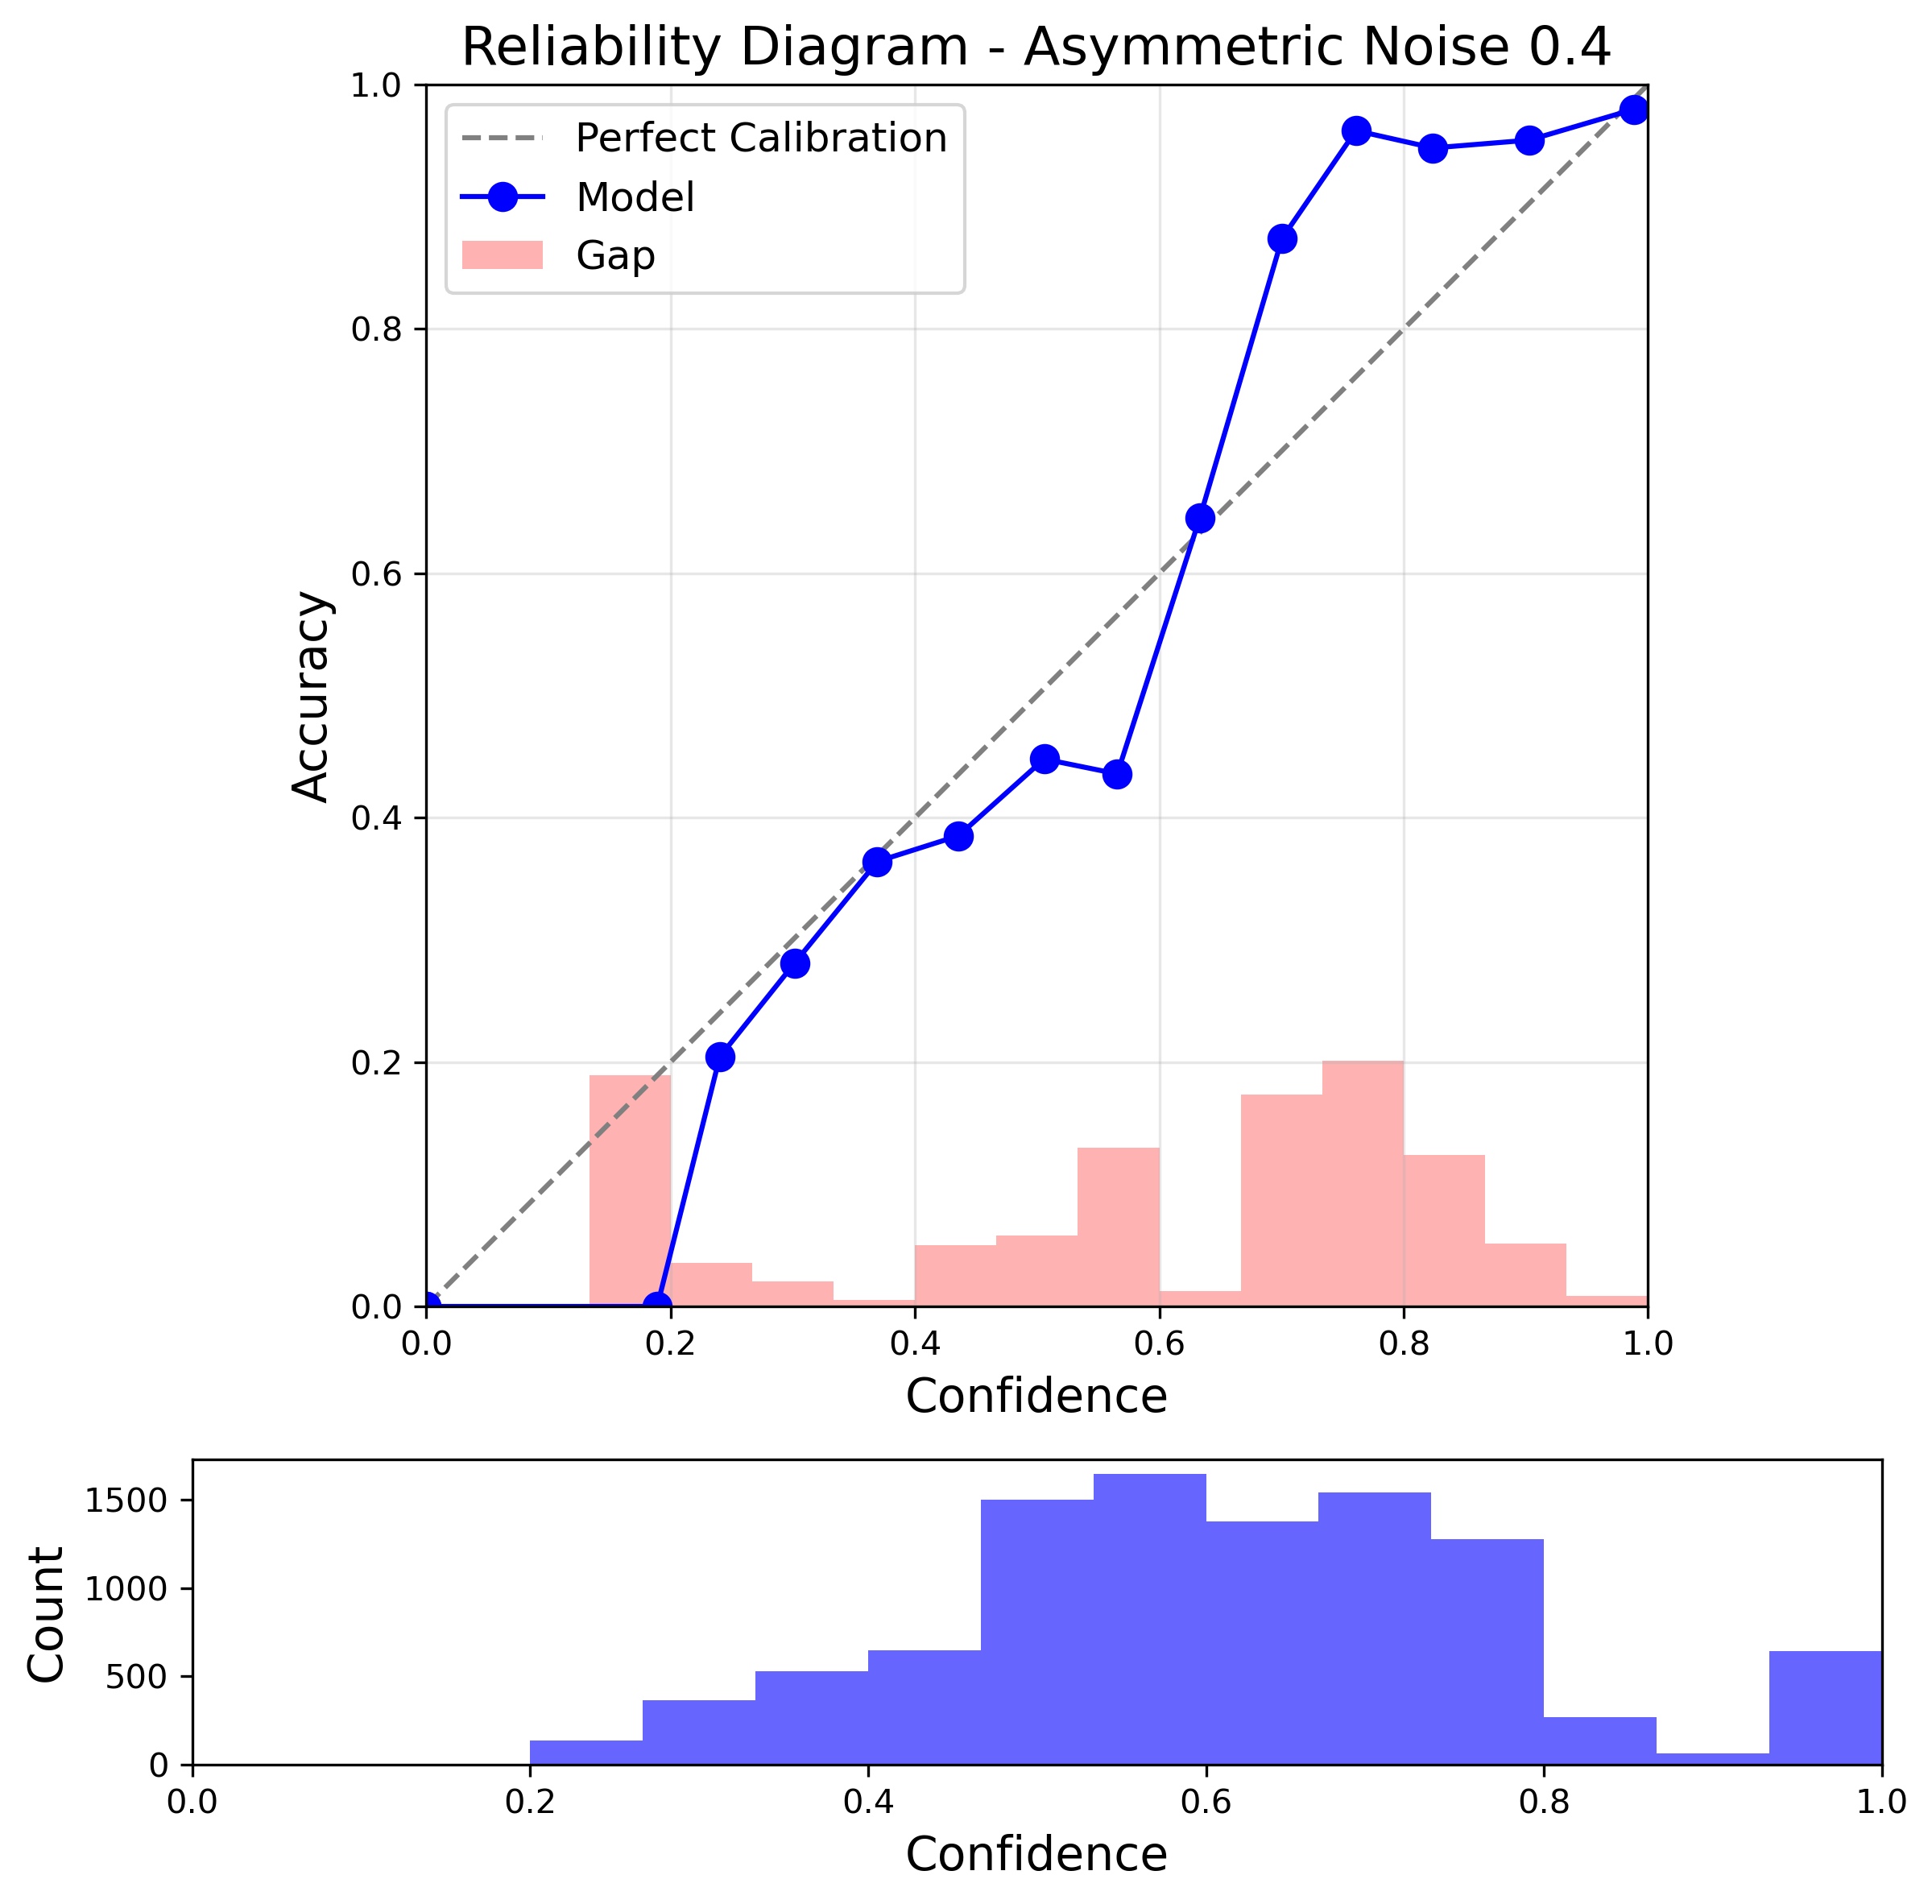 Reliability Diagram - Asymmetric Noise 0.4
Perfect Calibration
Model
Gap
Accuracy
1.0
0.8
0.6
0.4
0.2
0.0
0.0 0.2 0.4 0.6 0.8 1.0
Confidence
Count
1500
1000
500
0
0.0 0.2 0.4 0.6 0.8 1.0
Confidence